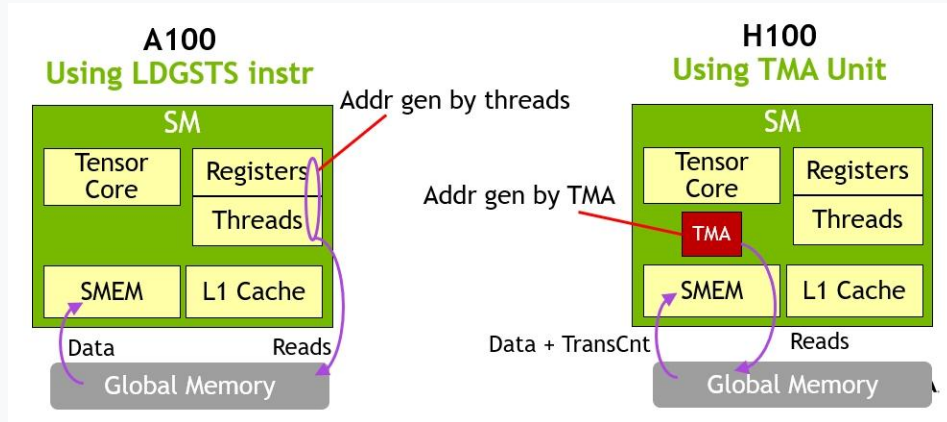 A100
Using LDGSTS instr
Addr gen by threads
SM
Tensor
Core
Registers
Threads
SMEM
L1 Cache
Data
Reads
Global Memory
H100
Using TMA Unit
Addr gen by TMA
SM
Tensor
Core
Registers
TMA
Threads
SMEM
L1 Cache
Data + TransCnt
Reads
Global Memory